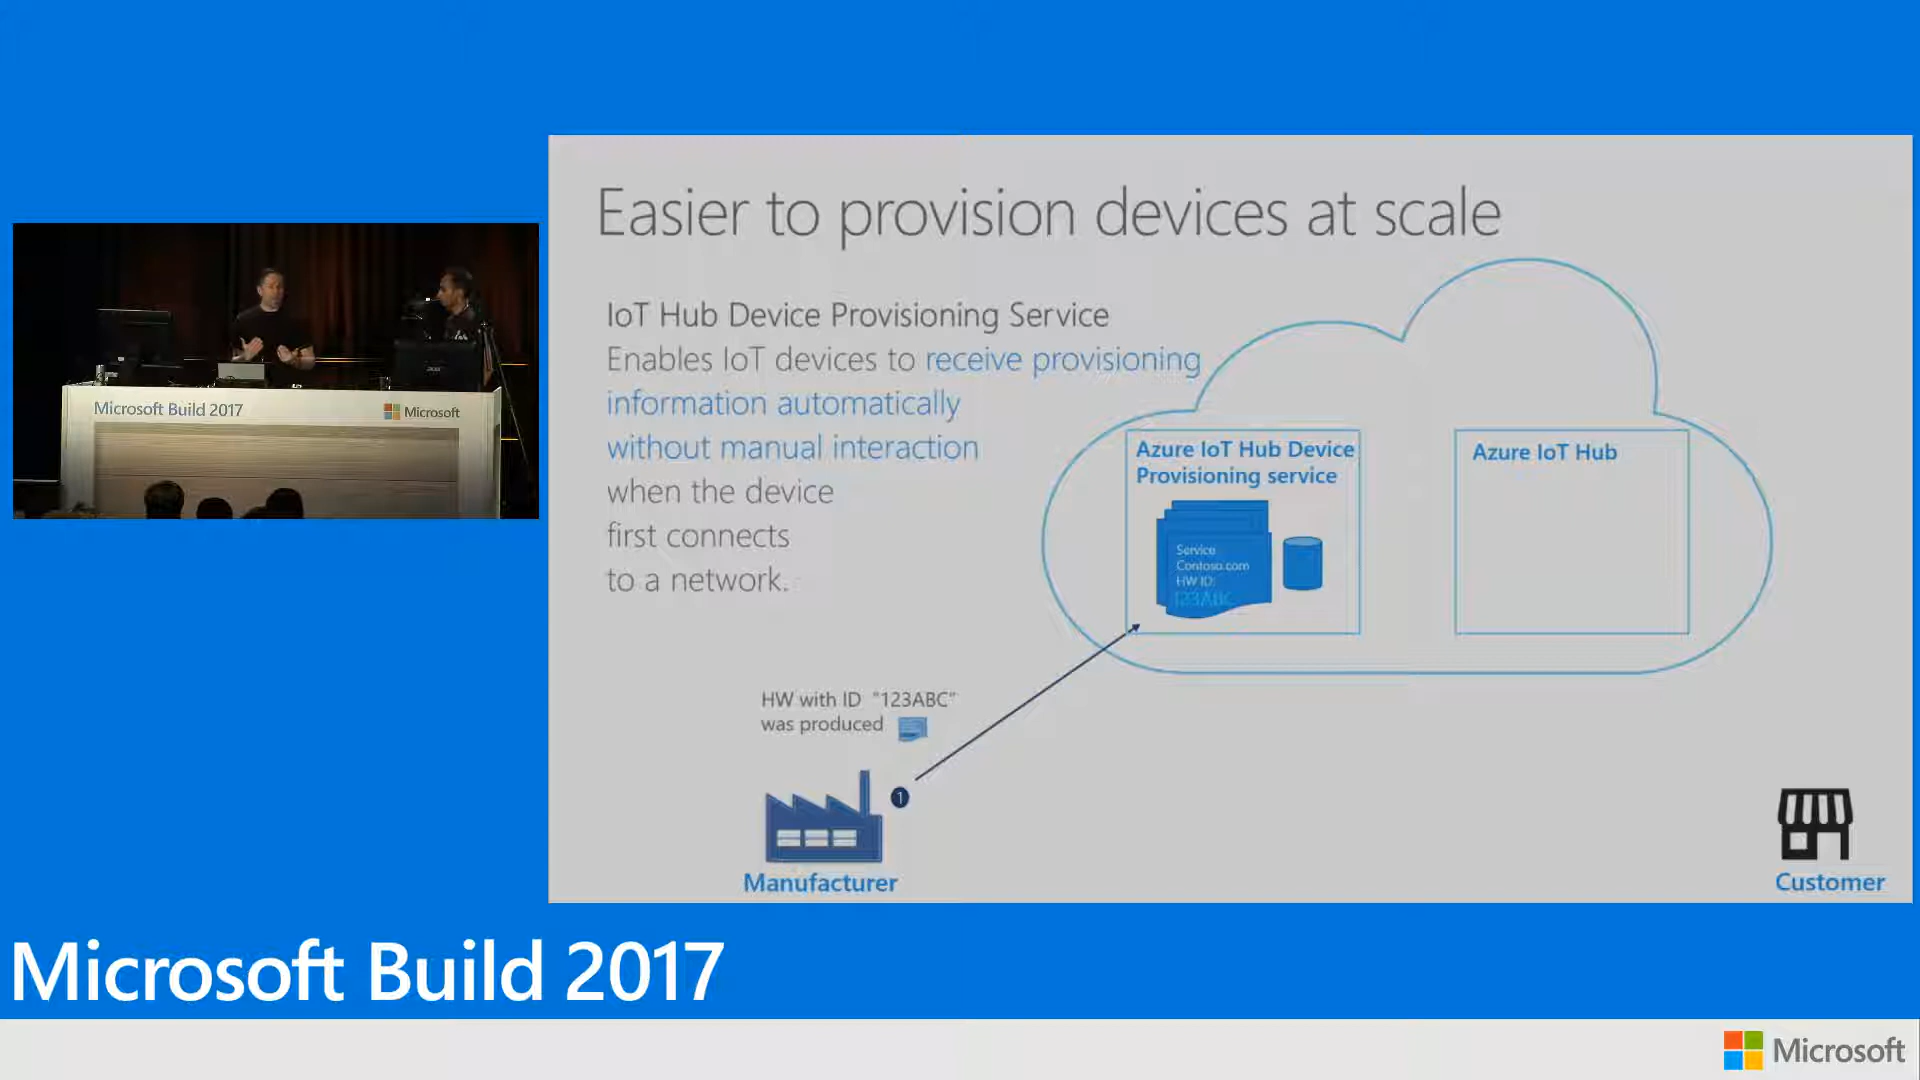 Easier to provision devices at scale
IoT Hub Device Provisioning Service
Enables IoT devices to receive provisioning
information automatically
without manual interaction
when the device
first connects
to a network.
Azure IoT Hub Device
Provisioning service
Service
Contoso.com
HW ID:
123ABC
Azure IoT Hub
HW with ID "123ABC"
was produced
1
Manufacturer
Customer
Microsoft Build 2017
Microsoft
Microsoft Build 2017
Microsoft